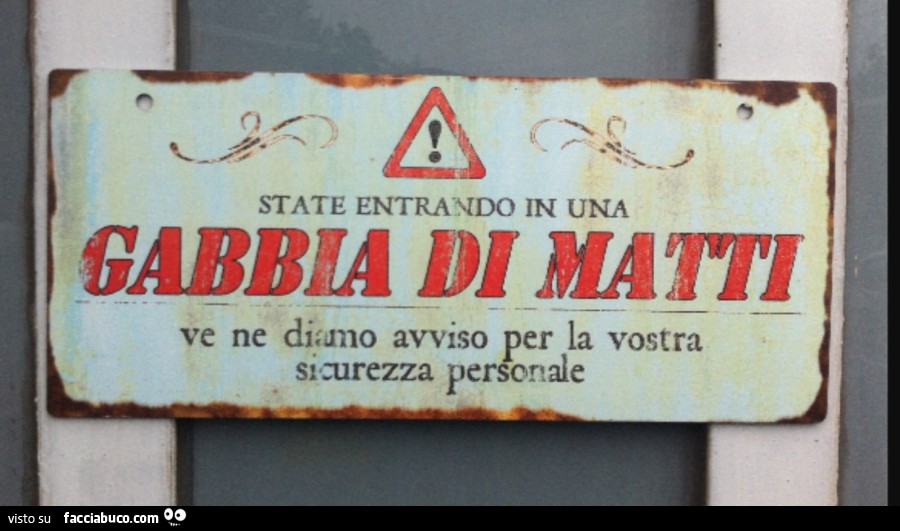 STATE ENTRANDO IN UNA
GABBIA DI MATTI
ve ne diamo avviso per la vostra
sicurezza personale
visto su facciabuco.com